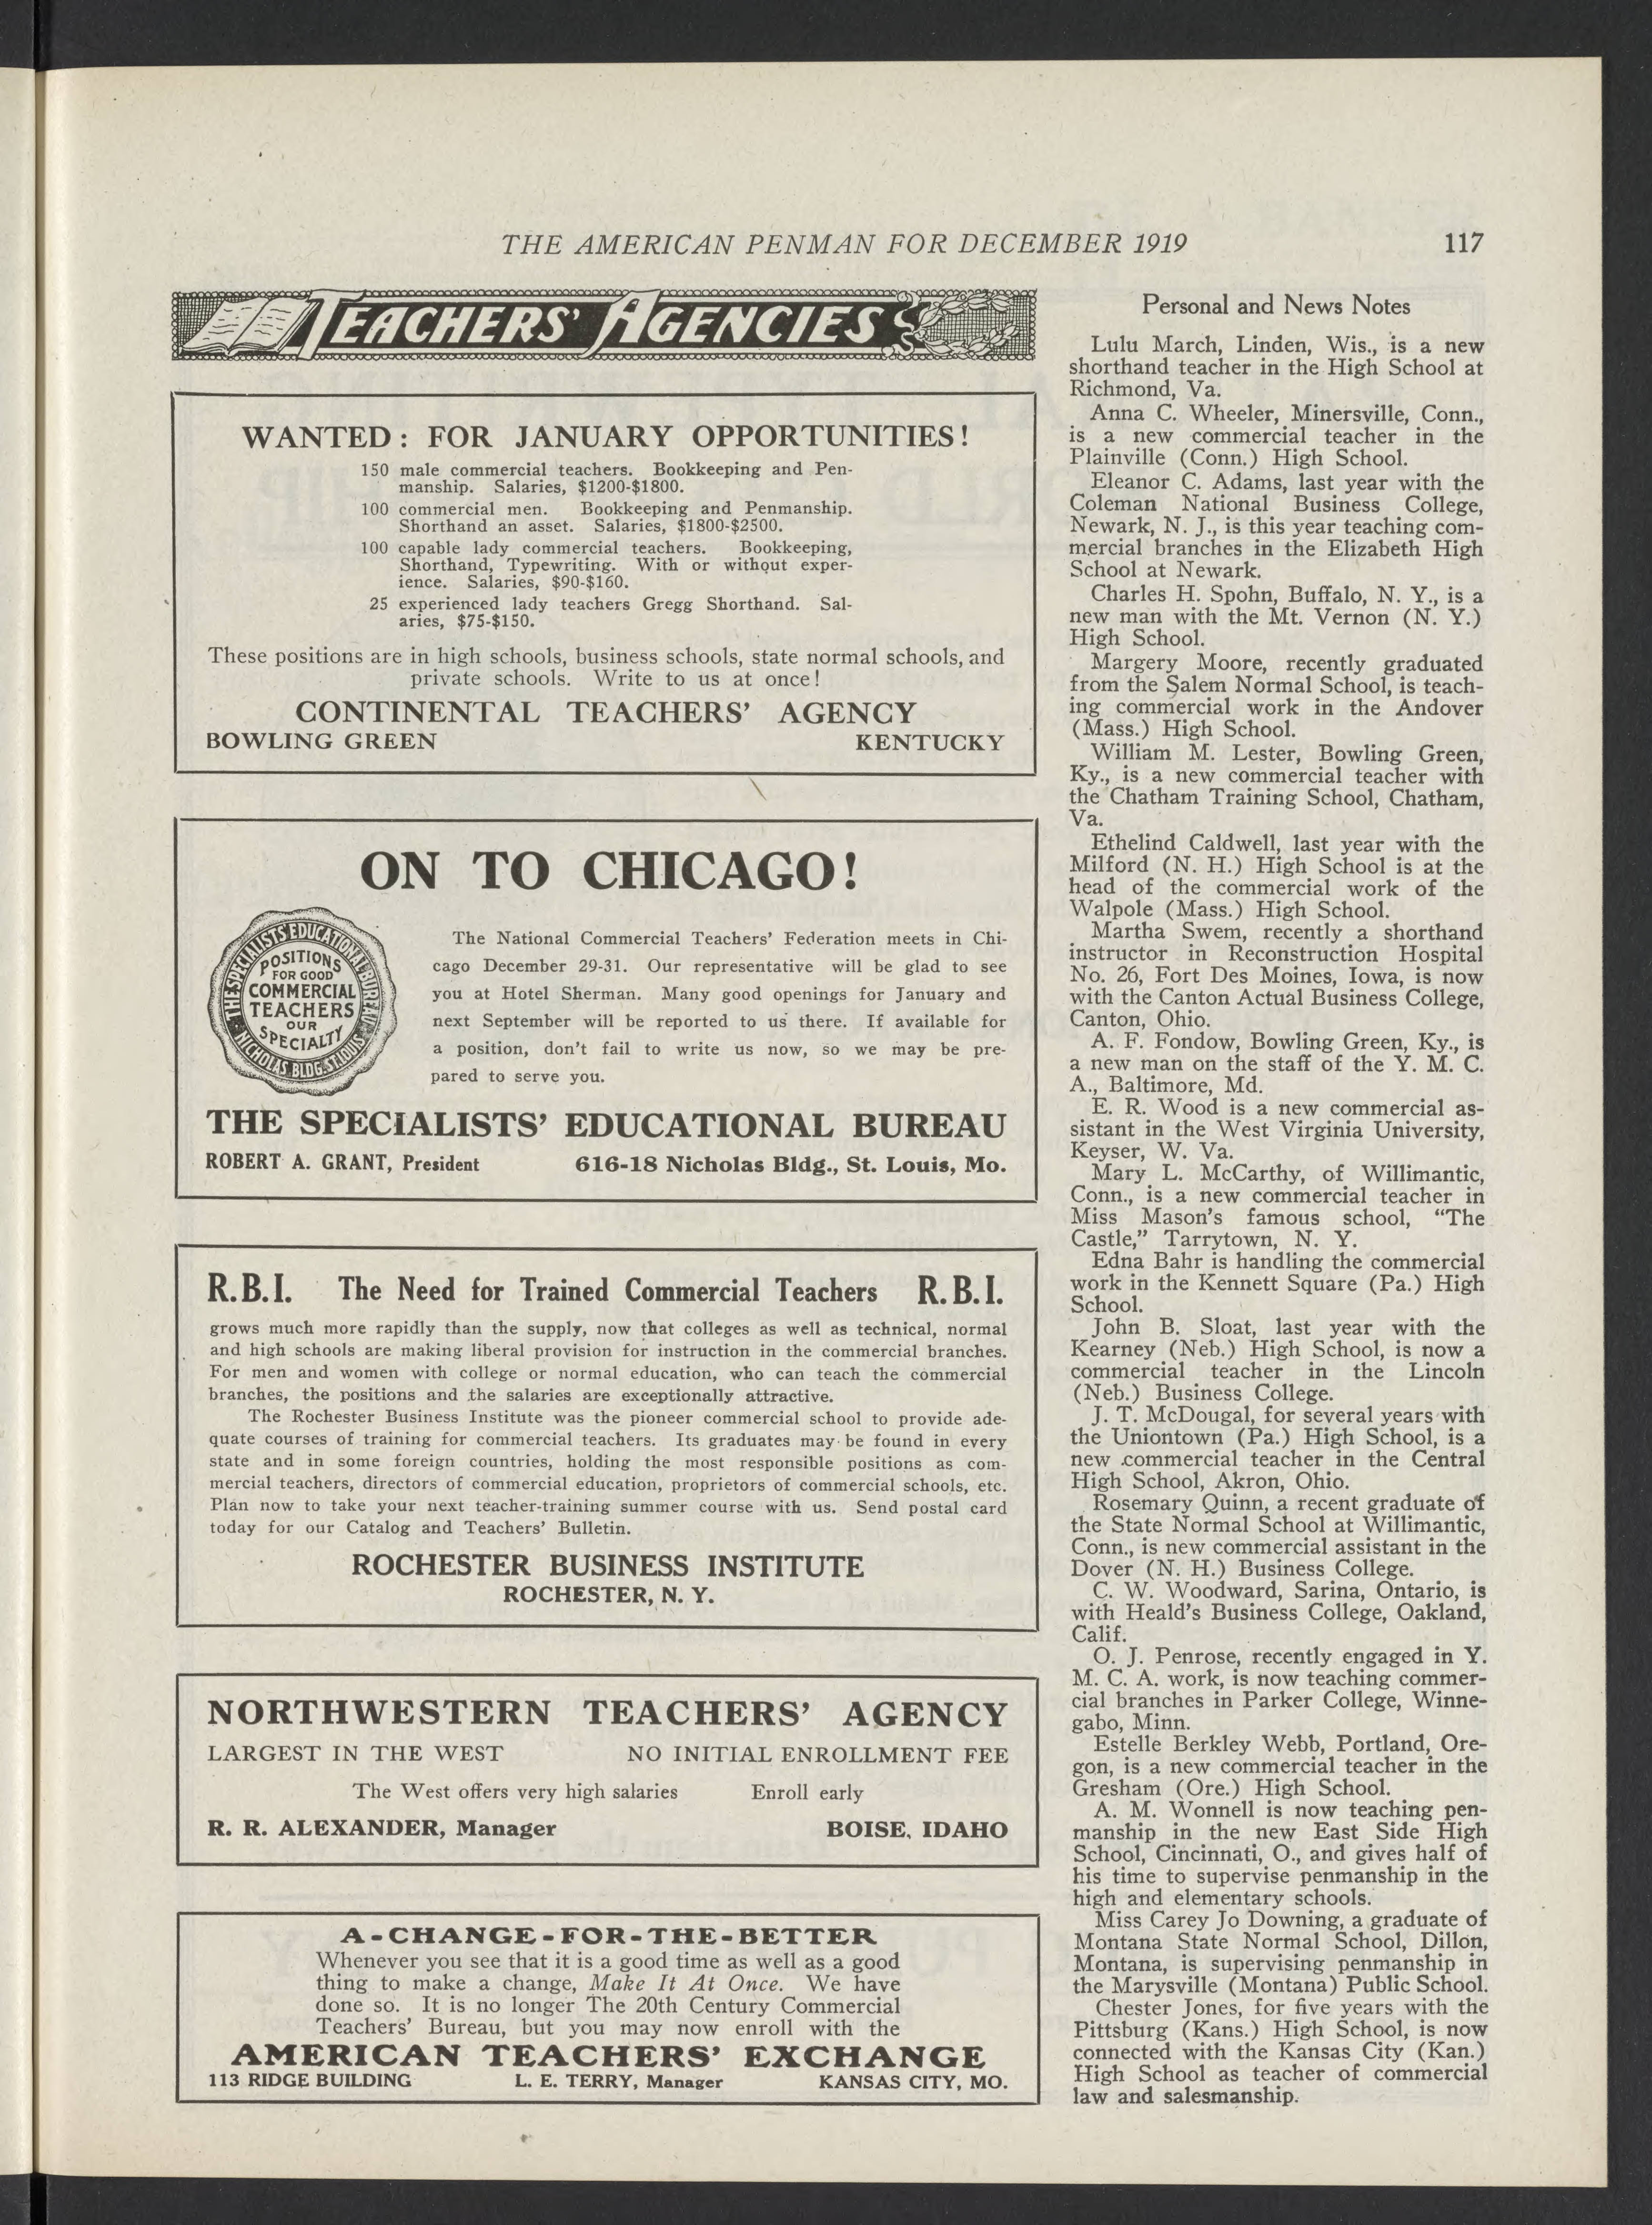 THE AMERICAN PENMAN FOR DECEMBER 1919
117
TEACHERS' AGENCIES
WANTED: FOR JANUARY OPPORTUNITIES!
150 male commercial teachers. Bookkeeping and Pen-
manship. Salaries, $1200-$1800.
100 commercial men. Bookkeeping and Penmanship.
Shorthand an asset. Salaries, $1800-$2500.
100 capable lady commercial teachers. Bookkeeping,
Shorthand, Typewriting. With or without exper-
ience. Salaries, $90-$160.
25 experienced lady teachers Gregg Shorthand. Sal-
aries, $75-$150.
These positions are in high schools, business schools, state normal schools, and
private schools. Write to us at once!
CONTINENTAL TEACHERS' AGENCY
BOWLING GREEN KENTUCKY
ON TO CHICAGO!
THE SPECIALISTS EDUCATIONAL BUREAU
NICHOLAS BLDG. ST. LOUIS
POSITIONS
FOR GOOD
COMMERCIAL
TEACHERS
OUR
SPECIALTY
The National Commercial Teachers' Federation meets in Chi-
cago December 29-31. Our representative will be glad to see
you at Hotel Sherman. Many good openings for January and
next September will be reported to us there. If available for
a position, don't fail to write us now, so we may be pre-
pared to serve you.
THE SPECIALISTS' EDUCATIONAL BUREAU
ROBERT A. GRANT, President 616-18 Nicholas Bldg., St. Louis, Mo.
R.B.I. The Need for Trained Commercial Teachers R.B.I.
grows much more rapidly than the supply, now that colleges as well as technical, normal
and high schools are making liberal provision for instruction in the commercial branches.
For men and women with college or normal education, who can teach the commercial
branches, the positions and the salaries are exceptionally attractive.
The Rochester Business Institute was the pioneer commercial school to provide ade-
quate courses of training for commercial teachers. Its graduates may be found in every
state and in some foreign countries, holding the most responsible positions as com-
mercial teachers, directors of commercial education, proprietors of commercial schools, etc.
Plan now to take your next teacher-training summer course with us. Send postal card
today for our Catalog and Teachers' Bulletin.
ROCHESTER BUSINESS INSTITUTE
ROCHESTER, N. Y.
NORTHWESTERN TEACHERS' AGENCY
LARGEST IN THE WEST NO INITIAL ENROLLMENT FEE
The West offers very high salaries Enroll early
R. R. ALEXANDER, Manager BOISE, IDAHO
A-CHANGE-FOR-THE-BETTER
Whenever you see that it is a good time as well as a good
thing to make a change, Make It At Once. We have
done so. It is no longer The 20th Century Commercial
Teachers' Bureau, but you may now enroll with the
AMERICAN TEACHERS' EXCHANGE
113 RIDGE BUILDING L. E. TERRY, Manager KANSAS CITY, MO.
Personal and News Notes
Lulu March, Linden, Wis., is a new
shorthand teacher in the High School at
Richmond, Va.
Anna C. Wheeler, Minersville, Conn.,
is a new commercial teacher in the
Plainville (Conn.) High School.
Eleanor C. Adams, last year with the
Coleman National Business College,
Newark, N. J., is this year teaching com-
mercial branches in the Elizabeth High
School at Newark.
Charles H. Spohn, Buffalo, N. Y., is a
new man with the Mt. Vernon (N. Y.)
High School.
Margery Moore, recently graduated
from the Salem Normal School, is teach-
ing commercial work in the Andover
(Mass.) High School.
William M. Lester, Bowling Green,
Ky., is a new commercial teacher with
the Chatham Training School, Chatham,
Va.
Ethelind Caldwell, last year with the
Milford (N. H.) High School is at the
head of the commercial work of the
Walpole (Mass.) High School.
Martha Swem, recently a shorthand
instructor in Reconstruction Hospital
No. 26, Fort Des Moines, Iowa, is now
with the Canton Actual Business College,
Canton, Ohio.
A. F. Fondow, Bowling Green, Ky., is
a new man on the staff of the Y. M. C.
A., Baltimore, Md.
E. R. Wood is a new commercial as-
sistant in the West Virginia University,
Keyser, W. Va.
Mary L. McCarthy, of Willimantic,
Conn., is a new commercial teacher in
Miss Mason's famous school, "The
Castle," Tarrytown, N. Y.
Edna Bahr is handling the commercial
work in the Kennett Square (Pa.) High
School.
John B. Sloat, last year with the
Kearney (Neb.) High School, is now a
commercial teacher in the Lincoln
(Neb.) Business College.
J. T. McDougal, for several years with
the Uniontown (Pa.) High School, is a
new commercial teacher in the Central
High School, Akron, Ohio.
Rosemary Quinn, a recent graduate of
the State Normal School at Willimantic,
Conn., is new commercial assistant in the
Dover (N. H.) Business College.
C. W. Woodward, Sarina, Ontario, is
with Heald's Business College, Oakland,
Calif.
O. J. Penrose, recently engaged in Y.
M. C. A. work, is now teaching commer-
cial branches in Parker College, Winne-
gabo, Minn.
Estelle Berkley Webb, Portland, Ore-
gon, is a new commercial teacher in the
Gresham (Ore.) High School.
A. M. Wonnell is now teaching pen-
manship in the new East Side High
School, Cincinnati, O., and gives half of
his time to supervise penmanship in the
high and elementary schools.
Miss Carey Jo Downing, a graduate of
Montana State Normal School, Dillon,
Montana, is supervising penmanship in
the Marysville (Montana) Public School.
Chester Jones, for five years with the
Pittsburg (Kans.) High School, is now
connected with the Kansas City (Kan.)
High School as teacher of commercial
law and salesmanship.